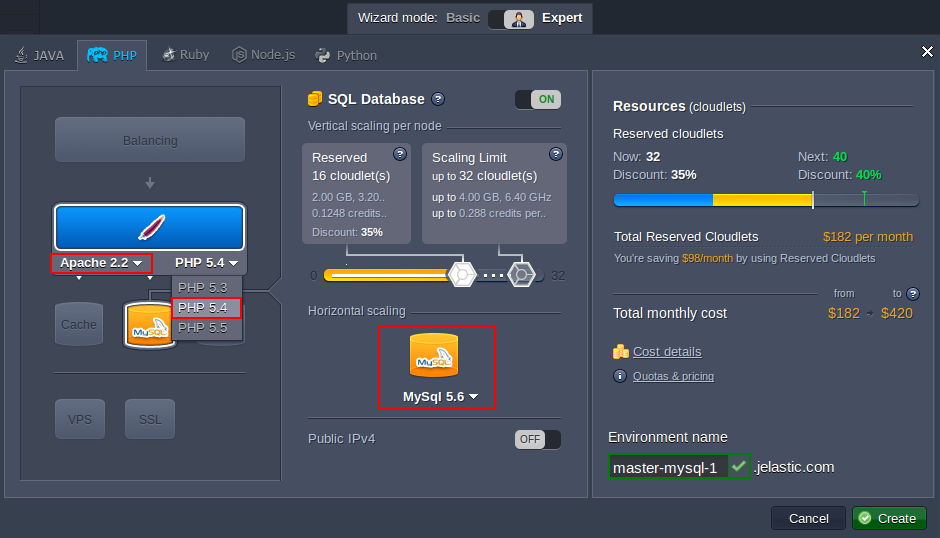 Wizard mode: Basic Expert
JAVA PHP Ruby Node.js Python
Balancing
Apache 2.2 PHP 5.4
PHP 5.3
PHP 5.4
PHP 5.5
Cache
MySQL
VPS SSL
SQL Database ? ON
Vertical scaling per node
Reserved ?
16 cloudlet(s)
2.00 GB, 3.20..
0.1248 credits..
Discount: 35%
Scaling Limit ?
up to 32 cloudlet(s)
up to 4.00 GB, 6.40 GHz
up to 0.288 credits per..
0 32
Horizontal scaling
MySQL
MySql 5.6
Public IPv4 OFF
Resources (cloudlets)
Reserved cloudlets
Now: 32 Next: 40
Discount: 35% Discount: 40%
Total Reserved Cloudlets $182 per month
You're saving $98/month by using Reserved Cloudlets
from to ?
Total monthly cost $182 $420
Cost details
Quotas & pricing
Environment name
master-mysql-1 .jelastic.com
Cancel Create